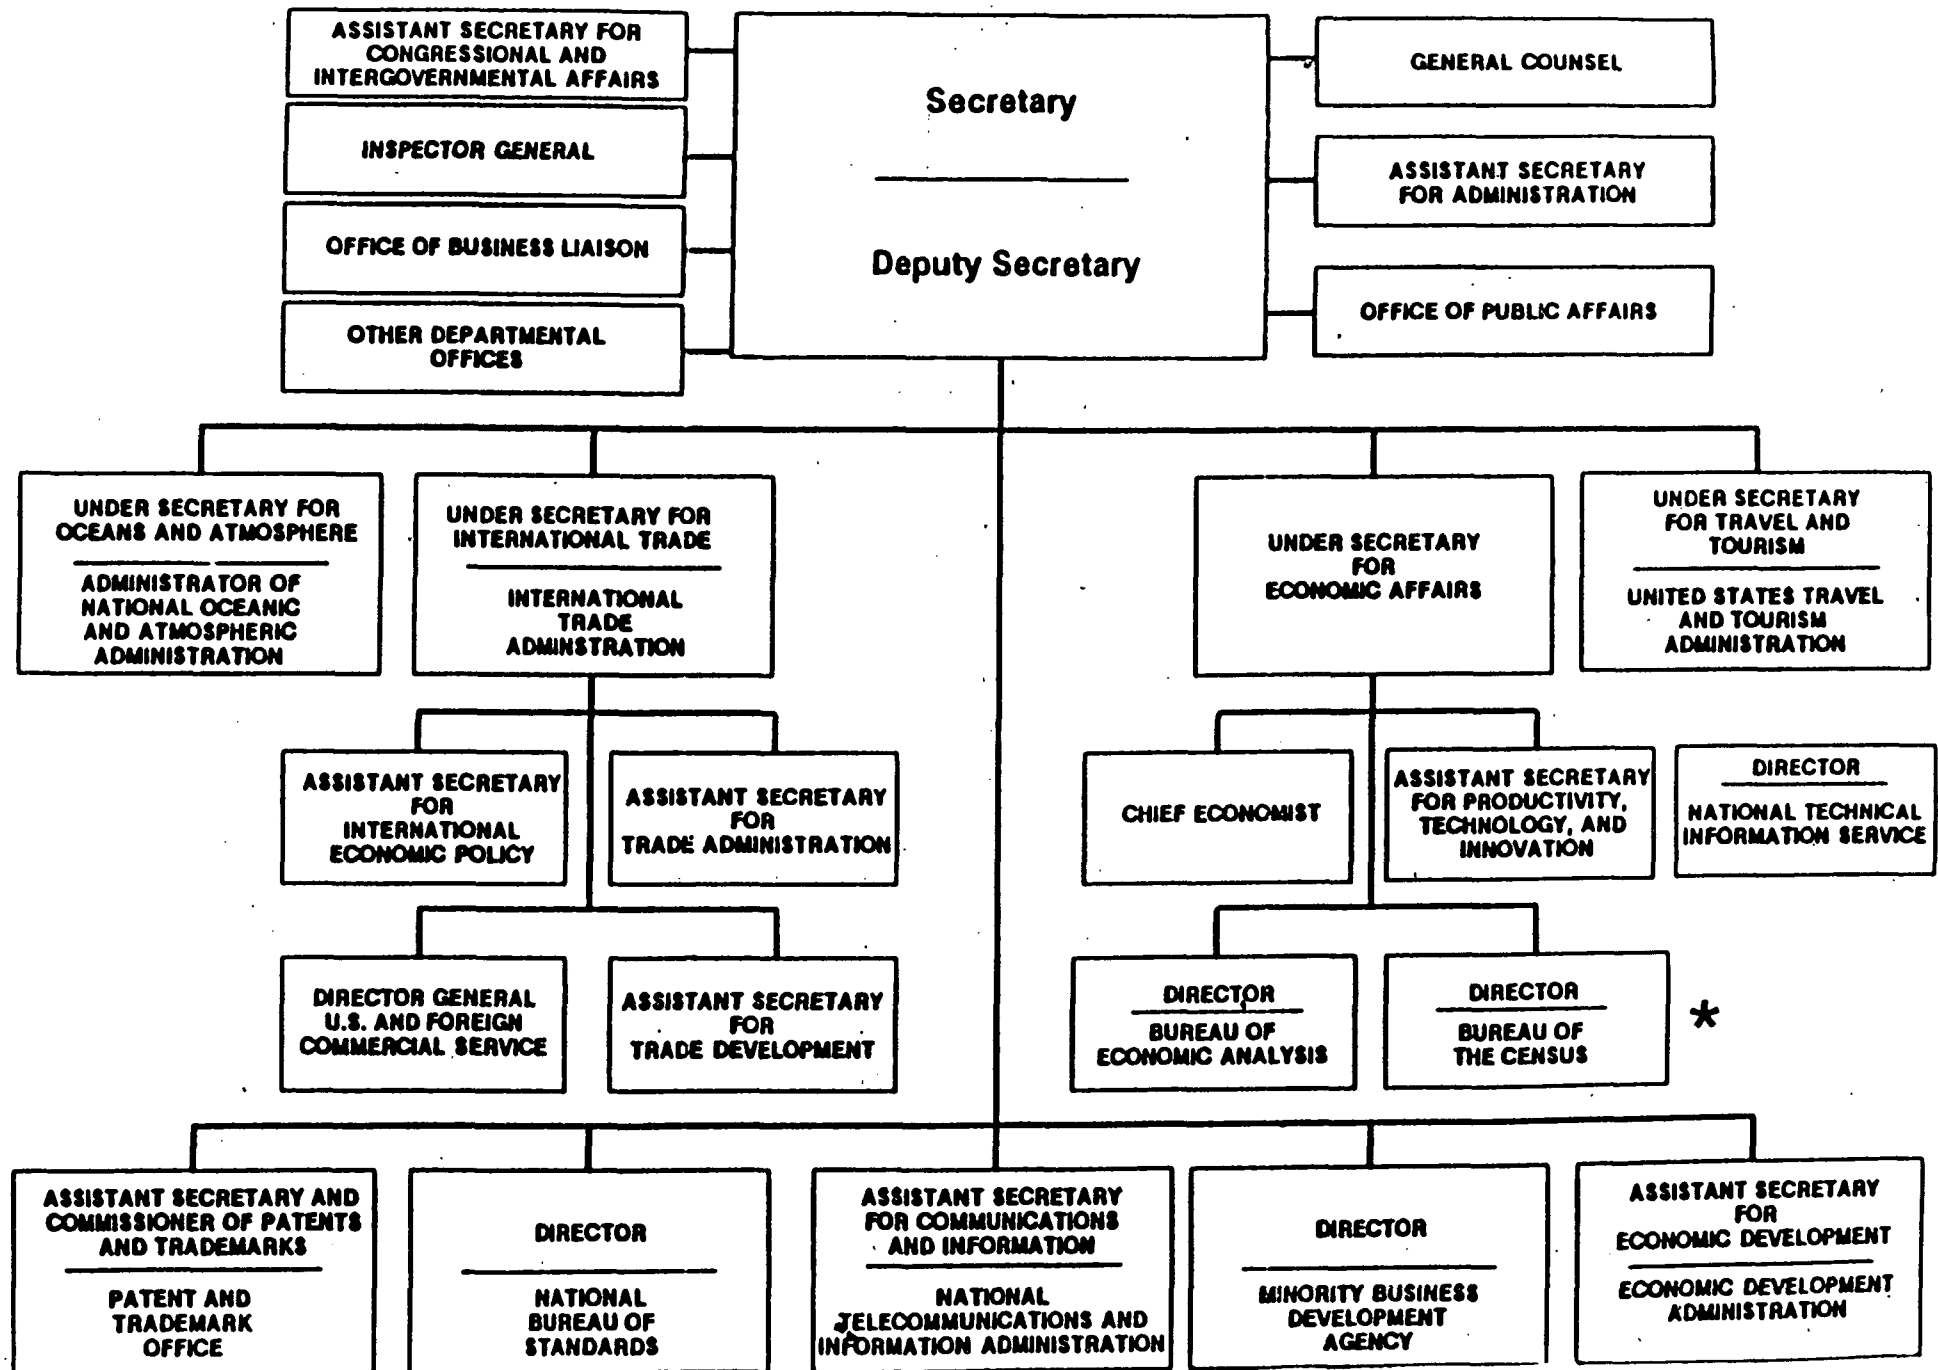 ASSISTANT SECRETARY FOR
CONGRESSIONAL AND
INTERGOVERNMENTAL AFFAIRS
INSPECTOR GENERAL
OFFICE OF BUSINESS LIAISON
OTHER DEPARTMENTAL
OFFICES
Secretary
Deputy Secretary
GENERAL COUNSEL
ASSISTANT SECRETARY
FOR ADMINISTRATION
OFFICE OF PUBLIC AFFAIRS
UNDER SECRETARY FOR
OCEANS AND ATMOSPHERE
ADMINISTRATOR OF
NATIONAL OCEANIC
AND ATMOSPHERIC
ADMINISTRATION
UNDER SECRETARY FOR
INTERNATIONAL TRADE
INTERNATIONAL
TRADE
ADMINSTRATION
UNDER SECRETARY
FOR
ECONOMIC AFFAIRS
UNDER SECRETARY
FOR TRAVEL AND
TOURISM
UNITED STATES TRAVEL
AND TOURISM
ADMINISTRATION
ASSISTANT SECRETARY
FOR
INTERNATIONAL
ECONOMIC POLICY
ASSISTANT SECRETARY
FOR
TRADE ADMINISTRATION
CHIEF ECONOMIST
ASSISTANT SECRETARY
FOR PRODUCTIVITY,
TECHNOLOGY, AND
INNOVATION
DIRECTOR
NATIONAL TECHNICAL
INFORMATION SERVICE
DIRECTOR GENERAL
U.S. AND FOREIGN
COMMERCIAL SERVICE
ASSISTANT SECRETARY
FOR
TRADE DEVELOPMENT
DIRECTOR
BUREAU OF
ECONOMIC ANALYSIS
DIRECTOR
BUREAU OF
THE CENSUS
*
ASSISTANT SECRETARY AND
COMMISSIONER OF PATENTS
AND TRADEMARKS
PATENT AND
TRADEMARK
OFFICE
DIRECTOR
NATIONAL
BUREAU OF
STANDARDS
ASSISTANT SECRETARY
FOR COMMUNICATIONS
AND INFORMATION
NATIONAL
TELECOMMUNICATIONS AND
INFORMATION ADMINISTRATION
DIRECTOR
MINORITY BUSINESS
DEVELOPMENT
AGENCY
ASSISTANT SECRETARY
FOR
ECONOMIC DEVELOPMENT
ECONOMIC DEVELOPMENT
ADMINISTRATION